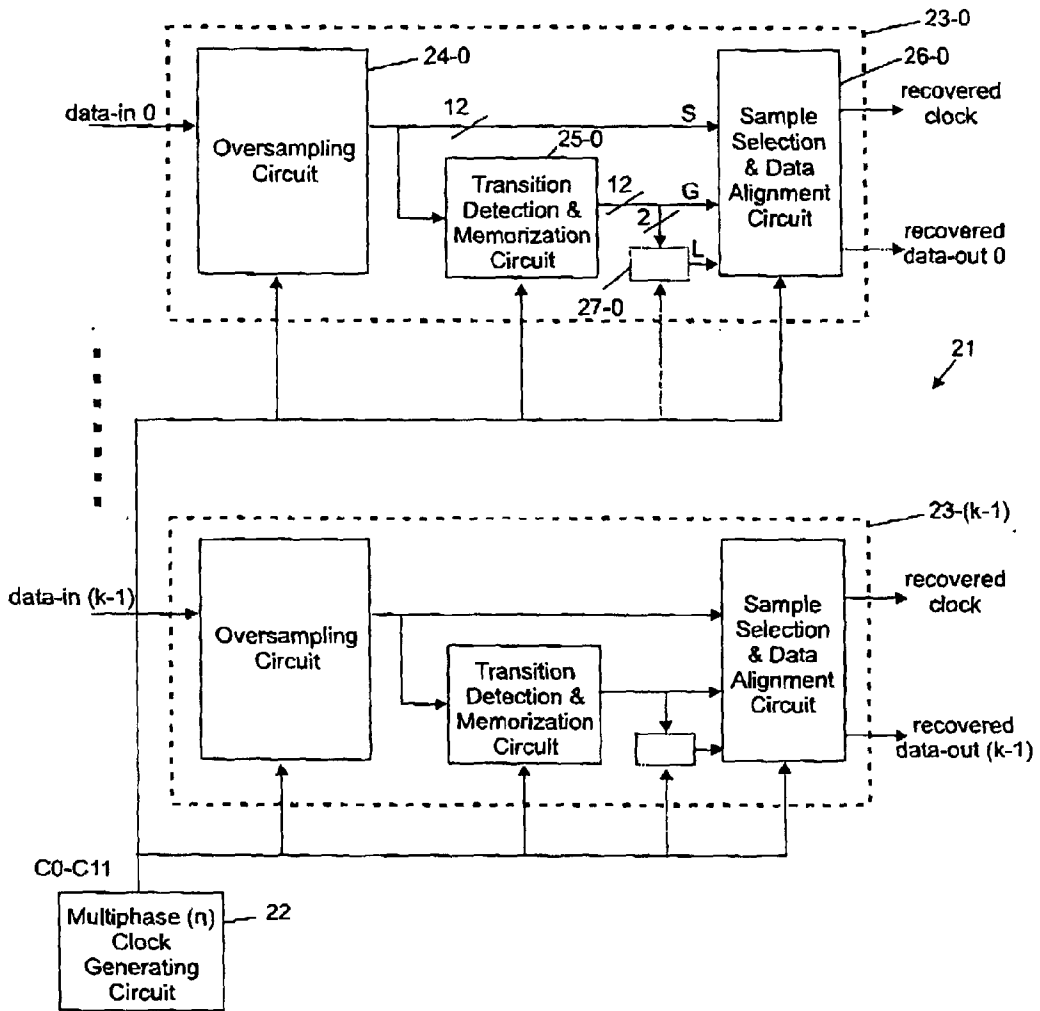 23-0
24-0
26-0
data-in 0
12
S
recovered
clock
Oversampling
Circuit
25-0
Sample
Selection
& Data
Alignment
Circuit
Transition
Detection &
Memorization
Circuit
12
G
2
L
recovered
data-out 0
27-0
21
23-(k-1)
data-in (k-1)
recovered
clock
Oversampling
Circuit
Sample
Selection
& Data
Alignment
Circuit
Transition
Detection &
Memorization
Circuit
recovered
data-out (k-1)
C0-C11
Multiphase (n)
Clock
Generating
Circuit
22